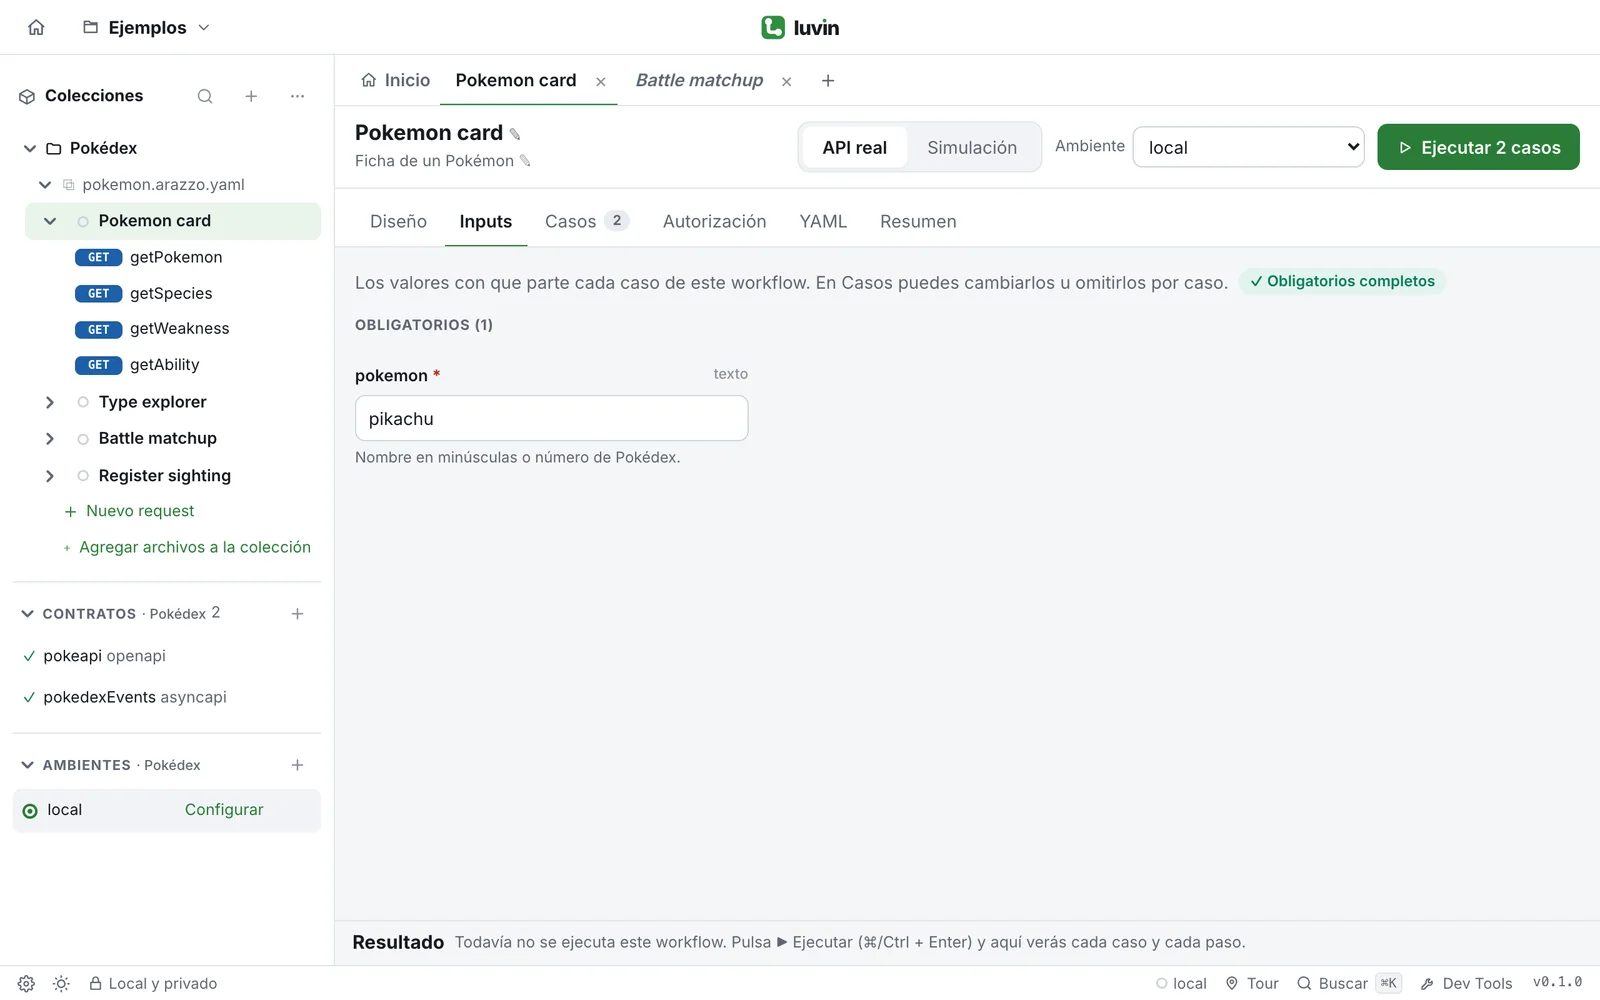 Ejemplos
luvin
Colecciones
Pokédex
pokemon.arazzo.yaml
Pokemon card
GET getPokemon
GET getSpecies
GET getWeakness
GET getAbility
Type explorer
Battle matchup
Register sighting
+ Nuevo request
+ Agregar archivos a la colección
CONTRATOS · Pokédex 2
✓ pokeapi openapi
✓ pokedexEvents asyncapi
AMBIENTES · Pokédex
local Configurar
Inicio Pokemon card × Battle matchup × +
Pokemon card
Ficha de un Pokémon
API real Simulación Ambiente local Ejecutar 2 casos
Diseño Inputs Casos 2 Autorización YAML Resumen
Los valores con que parte cada caso de este workflow. En Casos puedes cambiarlos u omitirlos por caso. ✓ Obligatorios completos
OBLIGATORIOS (1)
pokemon * texto
pikachu
Nombre en minúsculas o número de Pokédex.
Resultado Todavía no se ejecuta este workflow. Pulsa ▶ Ejecutar (⌘/Ctrl + Enter) y aquí verás cada caso y cada paso.
Local y privado local Tour Buscar ⌘K Dev Tools v0.1.0